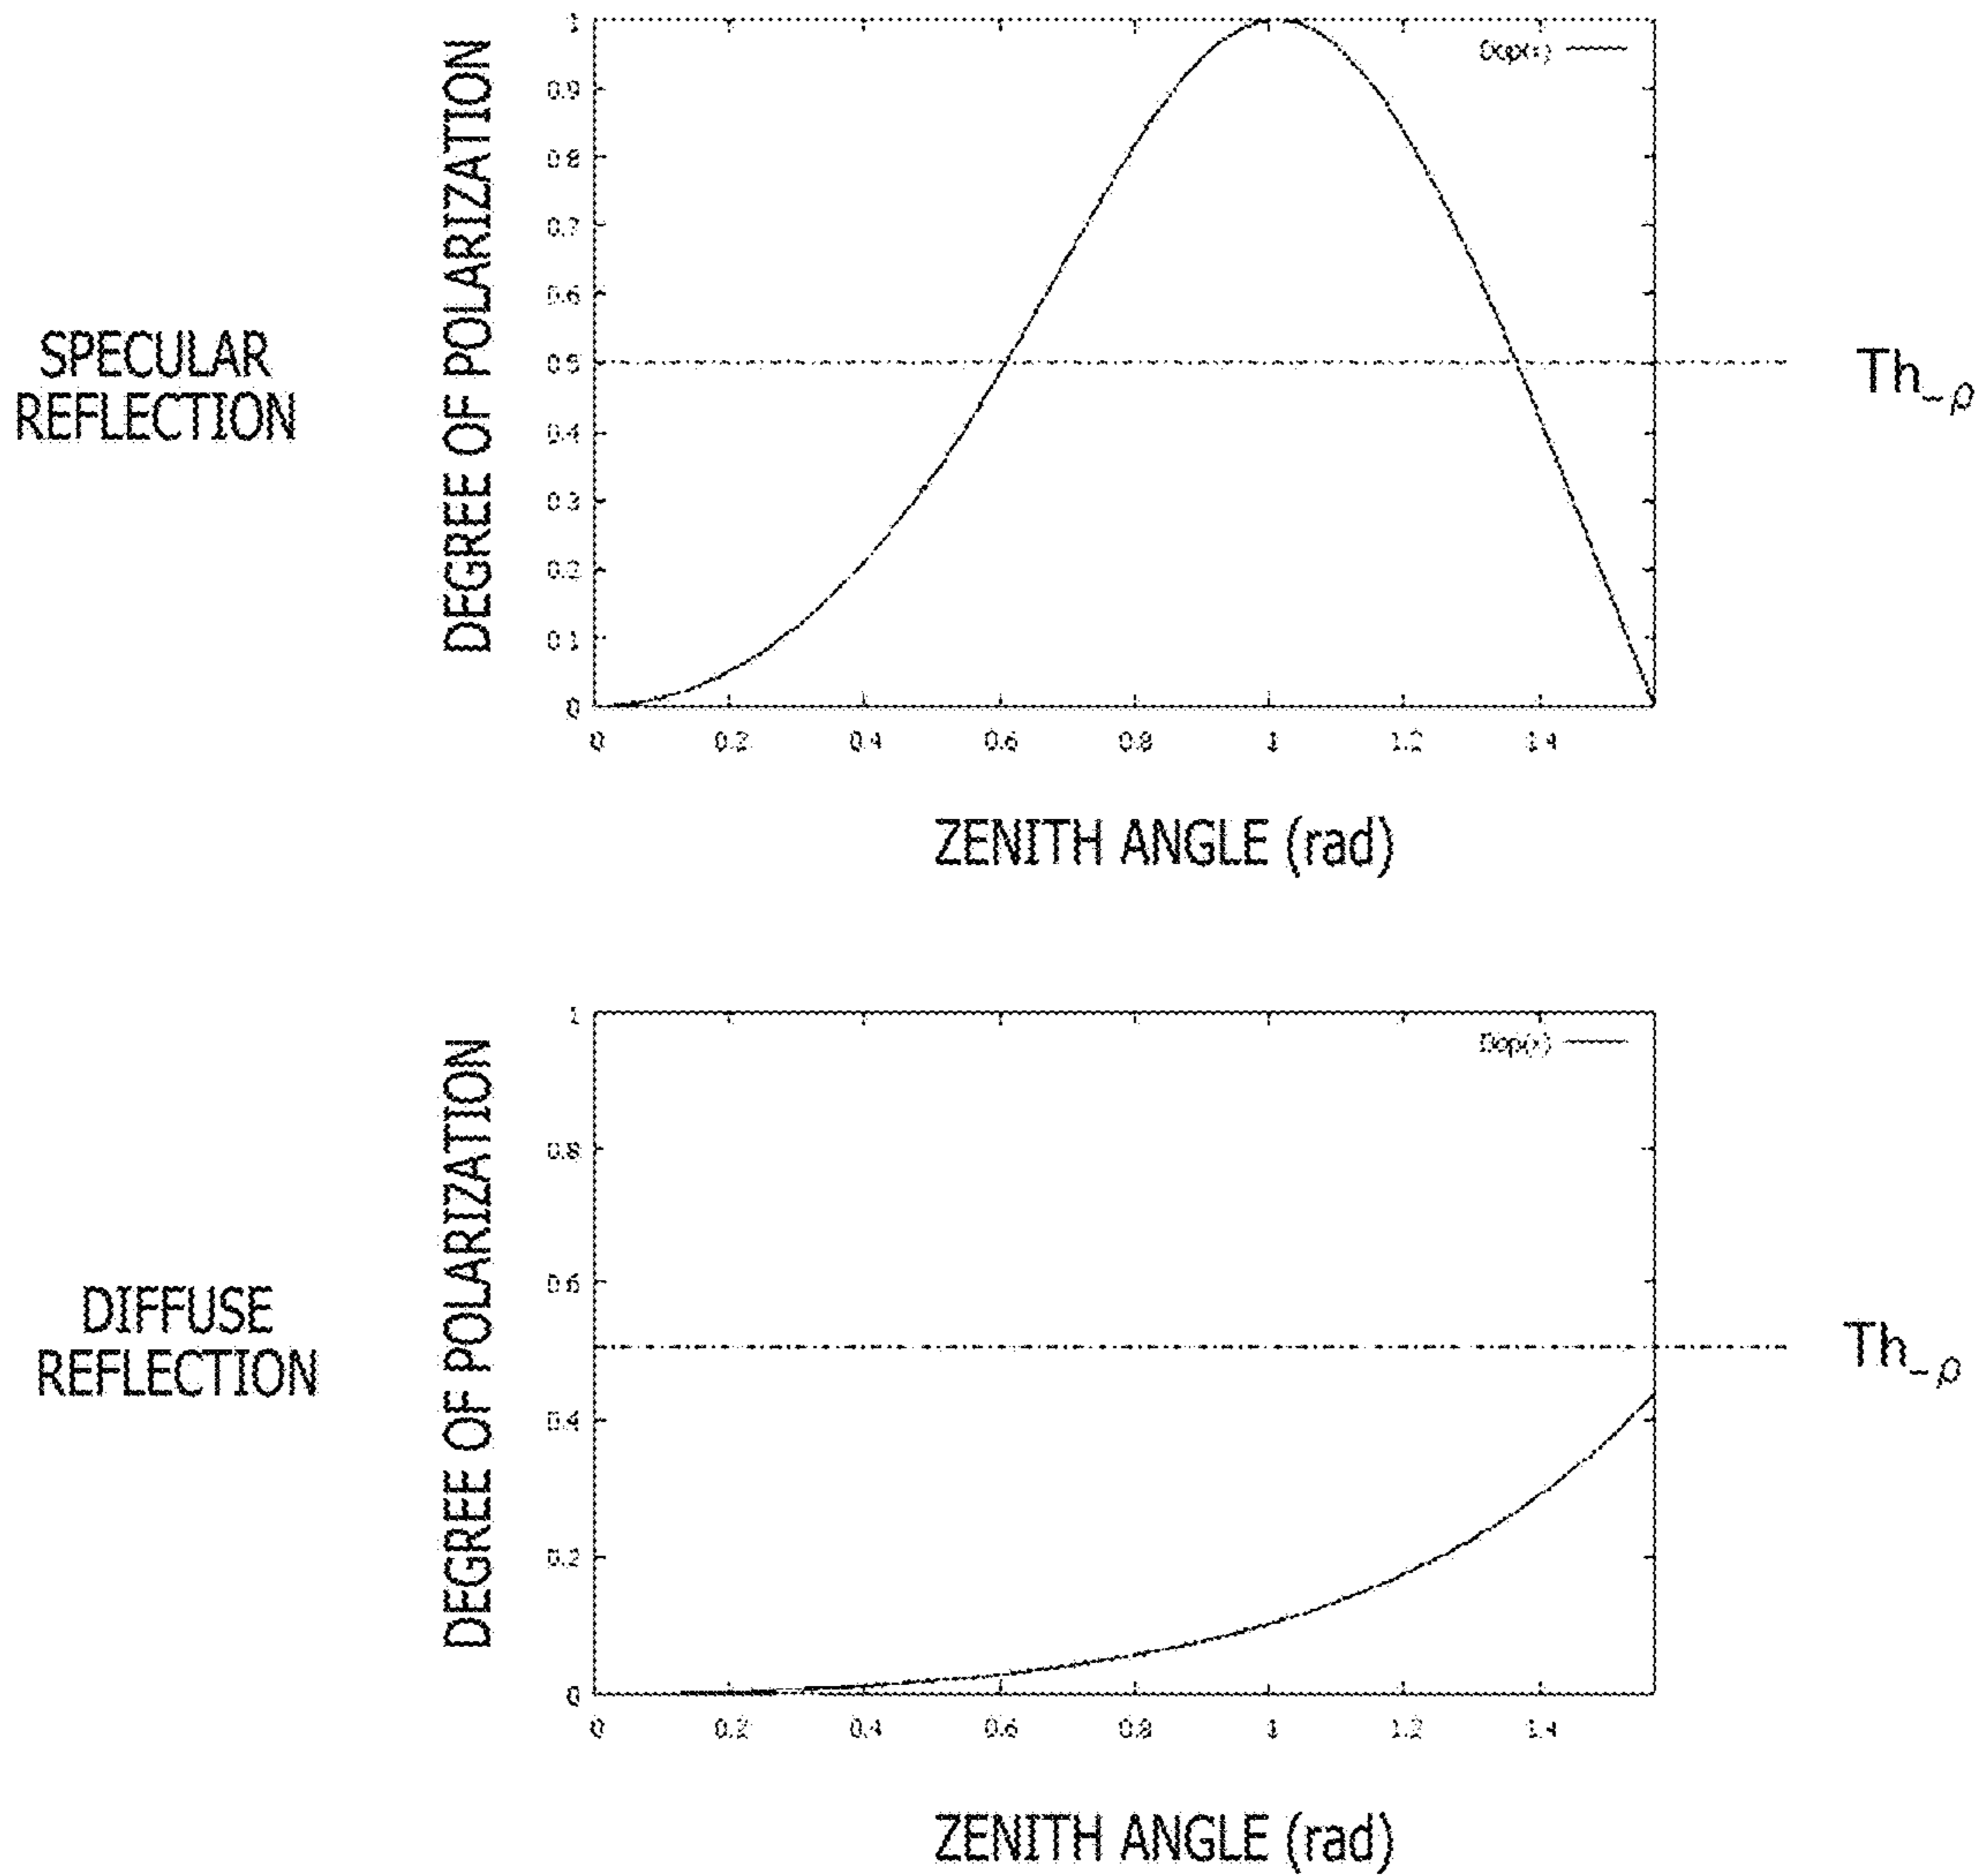 SPECULAR
REFLECTION
DEGREE OF POLARIZATION
1
0.9
0.8
0.7
0.6
0.5
0.4
0.3
0.2
0.1
0
Dop(x)
Th_ρ
0 0.2 0.4 0.6 0.8 1 1.2 1.4
ZENITH ANGLE (rad)
DIFFUSE
REFLECTION
DEGREE OF POLARIZATION
1
0.8
0.6
0.4
0.2
0
Dop(x)
Th_ρ
0 0.2 0.4 0.6 0.8 1 1.2 1.4
ZENITH ANGLE (rad)